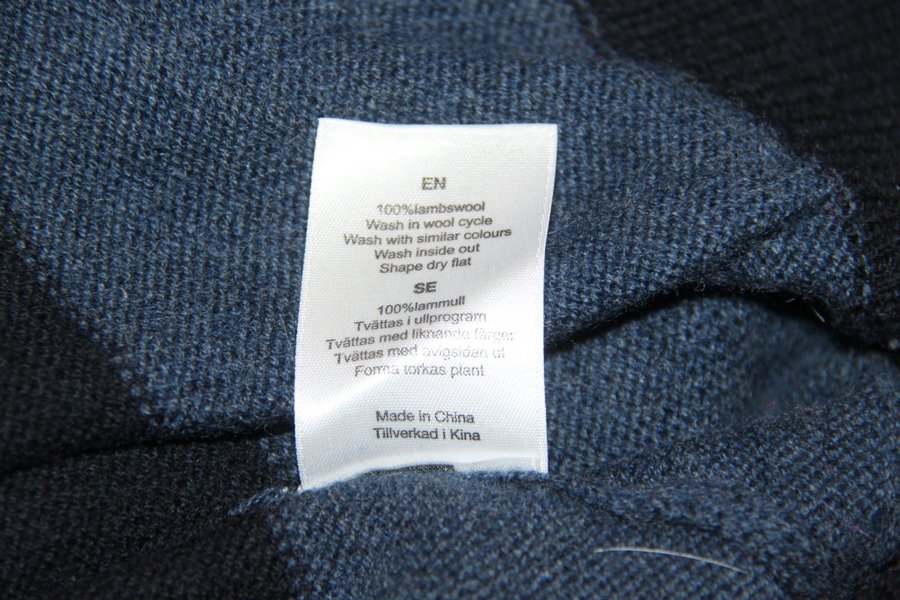 EN
100%lambswool
Wash in wool cycle
Wash with similar colours
Wash inside out
Shape dry flat
SE
100%lammull
Tvättas i ullprogram
Tvättas med liknande färger
Tvättas med avigsidan ut
Forma torkas plant
Made in China
Tillverkad i Kina